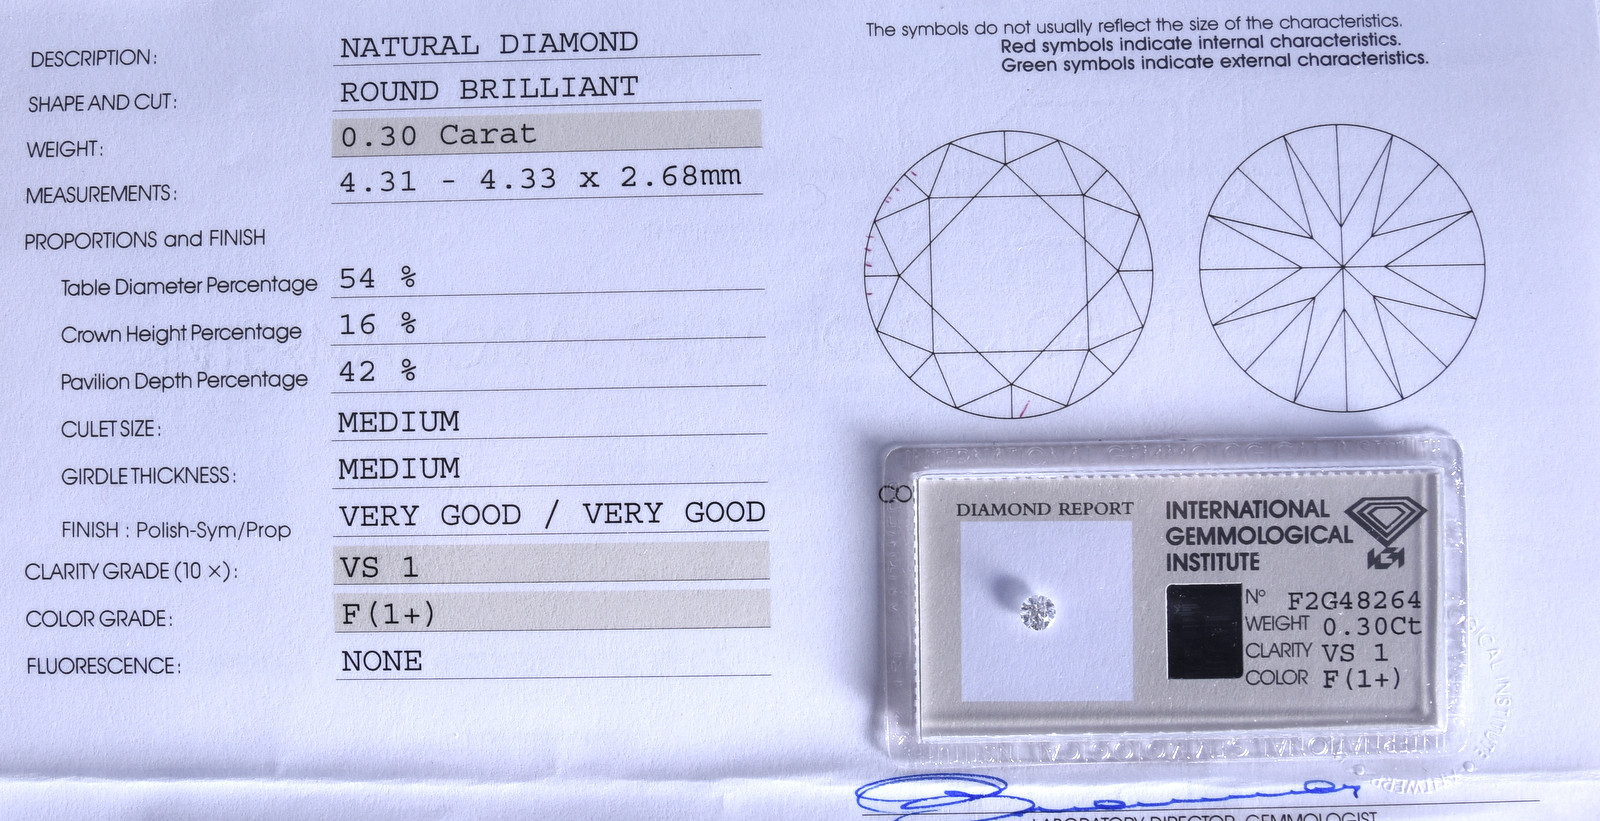 DESCRIPTION: NATURAL DIAMOND
SHAPE AND CUT: ROUND BRILLIANT
WEIGHT: 0.30 Carat
MEASUREMENTS: 4.31 - 4.33 x 2.68mm
PROPORTIONS and FINISH
Table Diameter Percentage 54 %
Crown Height Percentage 16 %
Pavilion Depth Percentage 42 %
CULET SIZE: MEDIUM
GIRDLE THICKNESS: MEDIUM
FINISH : Polish-Sym/Prop VERY GOOD / VERY GOOD
CLARITY GRADE (10 ×): VS 1
COLOR GRADE: F(1+)
FLUORESCENCE: NONE
The symbols do not usually reflect the size of the characteristics.
Red symbols indicate internal characteristics.
Green symbols indicate external characteristics.
CO
DIAMOND REPORT
INTERNATIONAL
GEMMOLOGICAL
INSTITUTE
N° F2G48264
WEIGHT 0.30Ct
CLARITY VS 1
COLOR F(1+)
LABORATORY DIRECTOR, GEMMOLOGIST